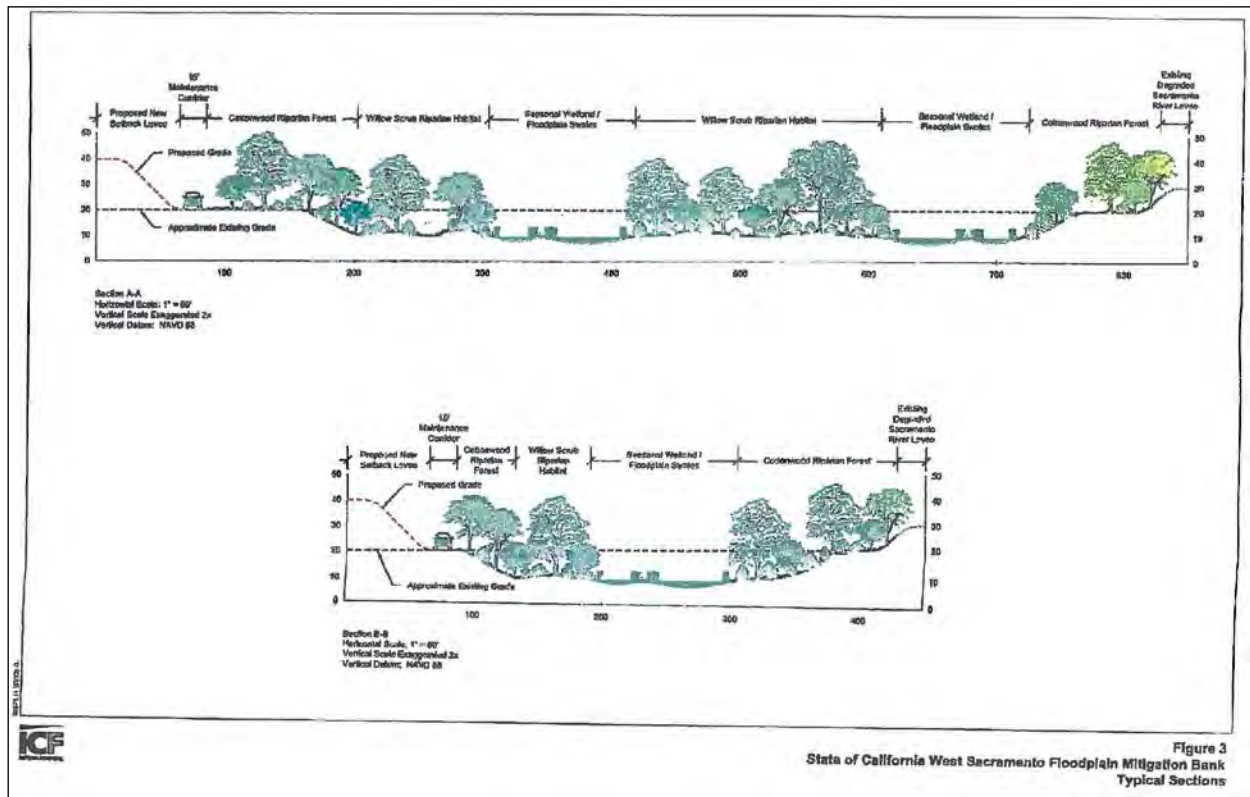 15'
Maintenance
Corridor
Existing
Degraded
Sacramento
River Levee
Proposed New
Setback Levee
Cottonwood Riparian Forest
Willow Scrub Riparian Habitat
Seasonal Wetland /
Floodplain Swales
Willow Scrub Riparian Habitat
Seasonal Wetland /
Floodplain Swales
Cottonwood Riparian Forest
50
40
30
20
10
0
Proposed Grade
Approximate Existing Grade
50
40
30
20
10
0
100
200
300
400
500
600
700
800
Section A-A
Horizontal Scale: 1" = 60'
Vertical Scale Exaggerated 2x
Vertical Datum: NAVD 88
15'
Maintenance
Corridor
Existing
Degraded
Sacramento
River Levee
Proposed New
Setback Levee
Cottonwood
Riparian
Forest
Willow Scrub
Riparian
Habitat
Seasonal Wetland /
Floodplain Swales
Cottonwood Riparian Forest
50
40
30
20
10
0
Proposed Grade
Approximate Existing Grade
50
40
30
20
10
0
100
200
300
400
Section B-B
Horizontal Scale: 1" = 60'
Vertical Scale Exaggerated 2x
Vertical Datum: NAVD 88
ICF
INTERNATIONAL
Figure 3
State of California West Sacramento Floodplain Mitigation Bank
Typical Sections